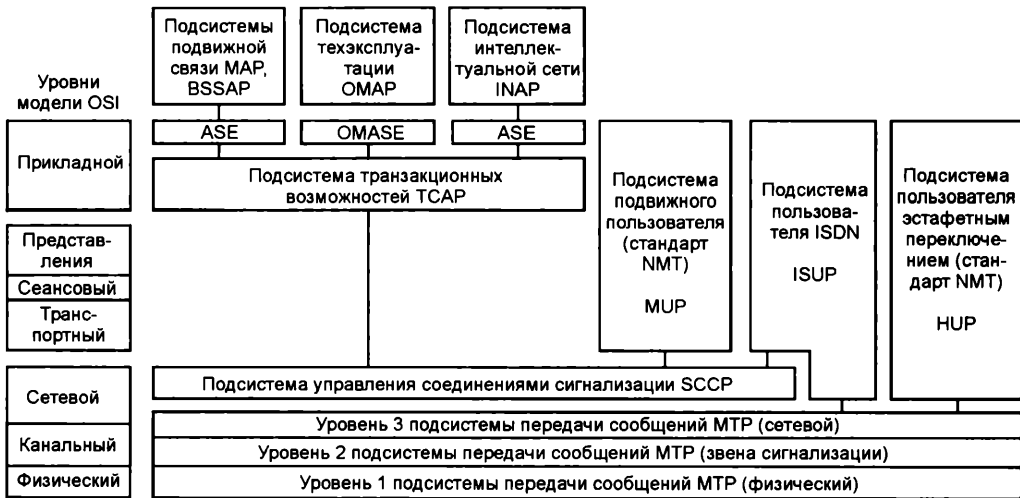 Уровни
модели OSI
Прикладной
Представ-
ления
Сеансовый
Транс-
портный
Сетевой
Канальный
Физический
Подсистемы
подвижной
связи MAP,
BSSAP
Подсистема
техэксплуа-
тации
OMAP
Подсистема
интеллек-
туальной сети
INAP
ASE
OMASE
ASE
Подсистема транзакционных
возможностей TCAP
Подсистема
подвижного
пользователя
(стандарт
NMT)
MUP
Подсистема
пользова-
теля ISDN
ISUP
Подсистема
пользователя
эстафетным
переключе-
нием (стан-
дарт NMT)
HUP
Подсистема управления соединениями сигнализации SCCP
Уровень 3 подсистемы передачи сообщений MTP (сетевой)
Уровень 2 подсистемы передачи сообщений MTP (звена сигнализации)
Уровень 1 подсистемы передачи сообщений MTP (физический)